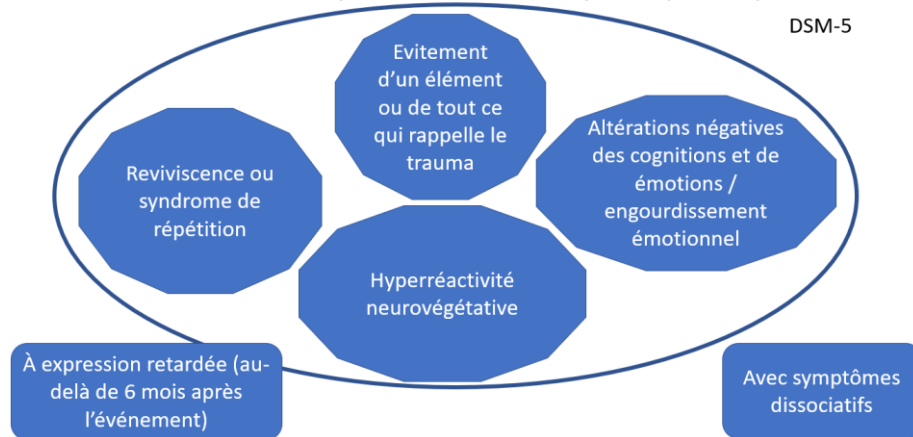 DSM-5
Evitement
d'un élément
ou de tout ce
qui rappelle le
trauma
Reviviscence ou
syndrome de
répétition
Altérations négatives
des cognitions et de
émotions /
engourdissement
émotionnel
Hyperréactivité
neurovégétative
À expression retardée (au-
delà de 6 mois après
l'événement)
Avec symptômes
dissociatifs